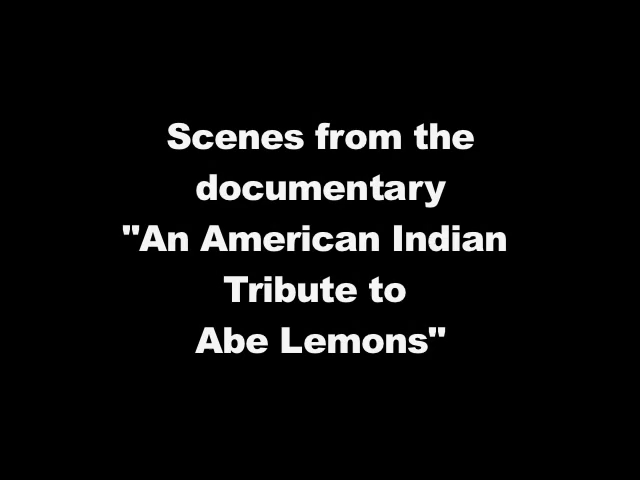 Scenes from the
documentary
"An American Indian
Tribute to
Abe Lemons"